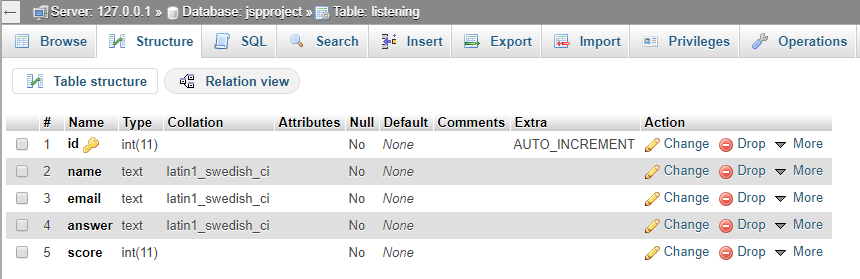 Server: 127.0.0.1 » Database: jspproject » Table: listening
Browse Structure SQL Search Insert Export Import Privileges Operations
Table structure Relation view
# Name Type Collation Attributes Null Default Comments Extra Action
1 id int(11) No None AUTO_INCREMENT Change Drop More
2 name text latin1_swedish_ci No None Change Drop More
3 email text latin1_swedish_ci No None Change Drop More
4 answer text latin1_swedish_ci No None Change Drop More
5 score int(11) No None Change Drop More